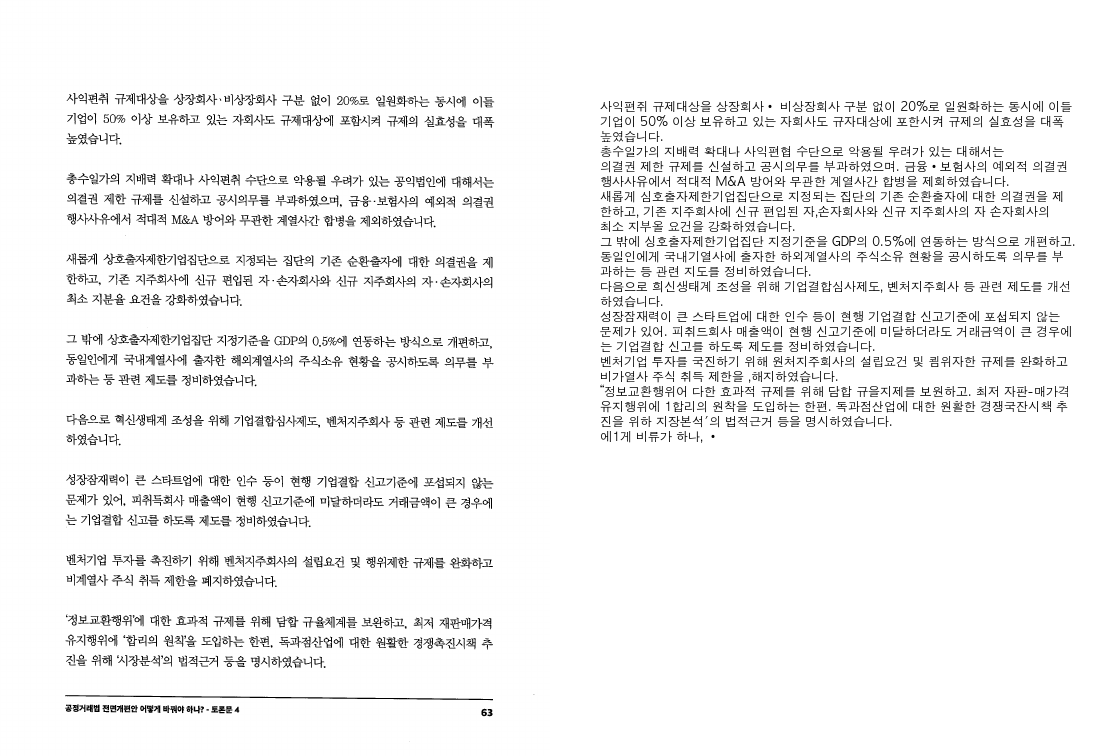 사익편취 규제대상을 상장회사·비상장회사 구분 없이 20%로 일원화하는 동시에 이들
기업이 50% 이상 보유하고 있는 자회사도 규제대상에 포함시켜 규제의 실효성을 대폭
높였습니다.
총수일가의 지배력 확대나 사익편취 수단으로 악용될 우려가 있는 공익법인에 대해서는
의결권 제한 규제를 신설하고 공시의무를 부과하였으며, 금융·보험사의 예외적 의결권
행사사유에서 적대적 M&A 방어와 무관한 계열사간 합병을 제외하였습니다.
새롭게 상호출자제한기업집단으로 지정되는 집단의 기존 순환출자에 대한 의결권을 제
한하고, 기존 지주회사에 신규 편입된 자·손자회사와 신규 지주회사의 자·손자회사의
최소 지분율 요건을 강화하였습니다.
그 밖에 상호출자제한기업집단 지정기준을 GDP의 0.5%에 연동하는 방식으로 개편하고,
동일인에게 국내계열사에 출자한 해외계열사의 주식소유 현황을 공시하도록 의무를 부
과하는 등 관련 제도를 정비하였습니다.
다음으로 혁신생태계 조성을 위해 기업결합심사제도, 벤처지주회사 등 관련 제도를 개선
하였습니다.
성장잠재력이 큰 스타트업에 대한 인수 등이 현행 기업결합 신고기준에 포섭되지 않는
문제가 있어, 피취득회사 매출액이 현행 신고기준에 미달하더라도 거래금액이 큰 경우에
는 기업결합 신고를 하도록 제도를 정비하였습니다.
벤처기업 투자를 촉진하기 위해 벤처지주회사의 설립요건 및 행위제한 규제를 완화하고
비계열사 주식 취득 제한을 폐지하였습니다.
'정보교환행위'에 대한 효과적 규제를 위해 담합 규율체계를 보완하고, 최저 재판매가격
유지행위에 '합리의 원칙'을 도입하는 한편, 독과점산업에 대한 원활한 경쟁촉진시책 추
진을 위해 '시장분석'의 법적근거 등을 명시하였습니다.
공정거래법 전면개편안 어떻게 바꿔야 하나? - 토론문 4
63
사익편쥐 규제대상을 상장회사• 비상장회사 구분 없이 20%로 일원화하는 동시에 이들
기업이 50% 이상 보유하고 있는 자회사도 규자대상에 포한시켜 규제의 실효성을 대폭
높였습니다.
총수일가의 지배력 확대나 사익편협 수단으로 악용될 우려가 있는 대해서는
의결권 제한 규제를 신설하고 공시의무를 부과하였으며. 금융•보험사의 예외적 의결권
행사사유에서 적대적 M&A 방어와 무관한 계열사간 합병을 제회하였습니다.
새롭게 심호출자제한기업집단으로 지정되는 집단의 기존 순환출자에 대한 의결권을 제
한하고, 기존 지주회사에 신규 편입된 자,손자회사와 신규 지주회사의 자 손자회사의
최소 지부올 요건을 강화하였습니다.
그 밖에 싱호출자제한기업집단 지정기준을 GDP의 0.5%에 연동하는 방식으로 개편하고.
동일인에게 국내기열사에 출자한 하외계열사의 주식소유 현황을 공시하도록 의무를 부
과하는 등 관련 지도를 정비하였습니다.
다음으로 희신생태계 조성을 위해 기업결합심사제도, 벤처지주회사 등 관련 제도를 개선
하였습니다.
성장잠재력이 큰 스타트업에 대한 인수 등이 현행 기업결합 신고기준에 포섭되지 않는
문제가 있어. 피취드회사 매출액이 현행 신고기준에 미달하더라도 거래금역이 큰 경우에
는 기업결합 신고를 하도록 제도를 정비하였습니다.
벤처기업 투자를 국진하기 위해 원처지주회사의 설립요건 및 퀌위자한 규제를 완화하고
비가열사 주식 취득 제한을 ,해지하였습니다.
"정보교환행위어 다한 효과적 규제를 위해 담합 규을지제를 보원하고. 최저 자판-매가격
유지행위에 1합리의 원착을 도입하는 한편. 독과점산업에 대한 원활한 경쟁국잔시책 추
진을 위하 지장본석´의 법적근거 등을 명시하였습니다.
에1게 비류가 하나, •